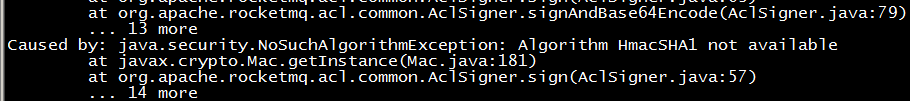 at org.apache.rocketmq.acl.common.AclSigner.signAndBase64Encode(AclSigner.java:79)
... 13 more
Caused by: java.security.NoSuchAlgorithmException: Algorithm HmacSHA1 not available
at javax.crypto.Mac.getInstance(Mac.java:181)
at org.apache.rocketmq.acl.common.AclSigner.sign(AclSigner.java:57)
... 14 more